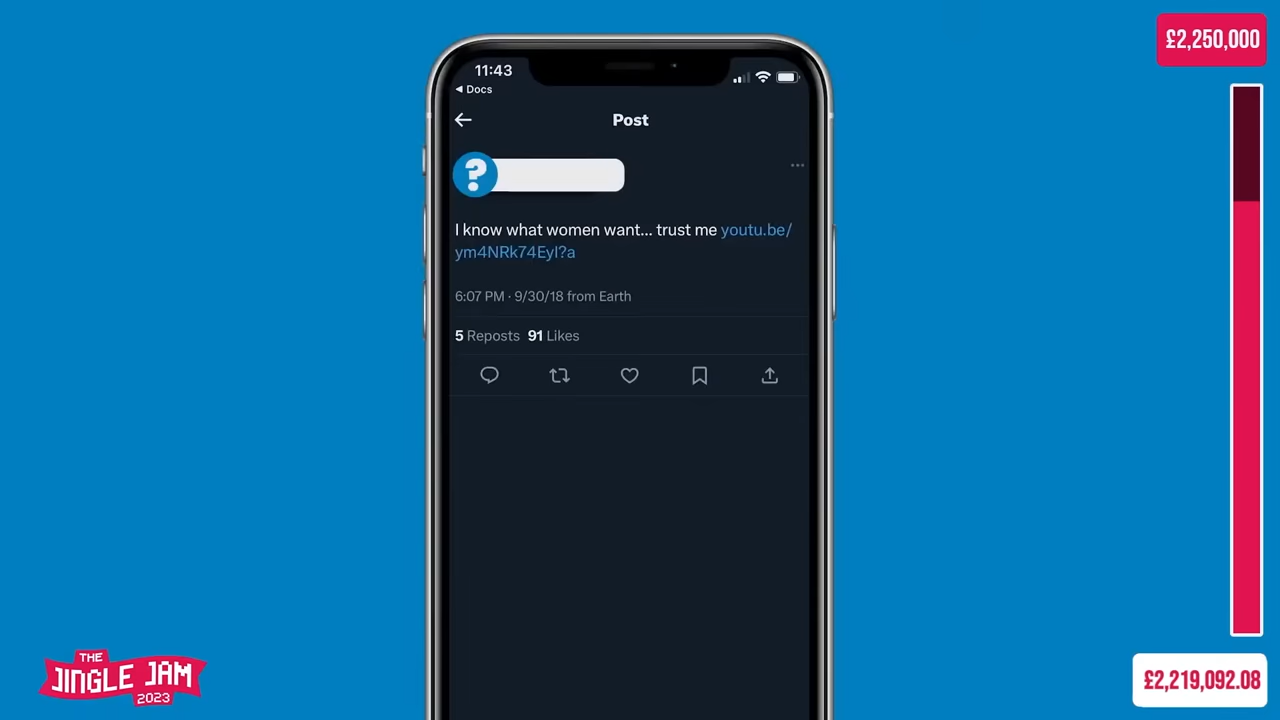 £2,250,000
11:43
Docs
Post
?
I know what women want... trust me youtu.be/
ym4NRk74EyI?a
6:07 PM · 9/30/18 from Earth
5 Reposts 91 Likes
THE
JINGLE JAM
2023
£2,219,092.08